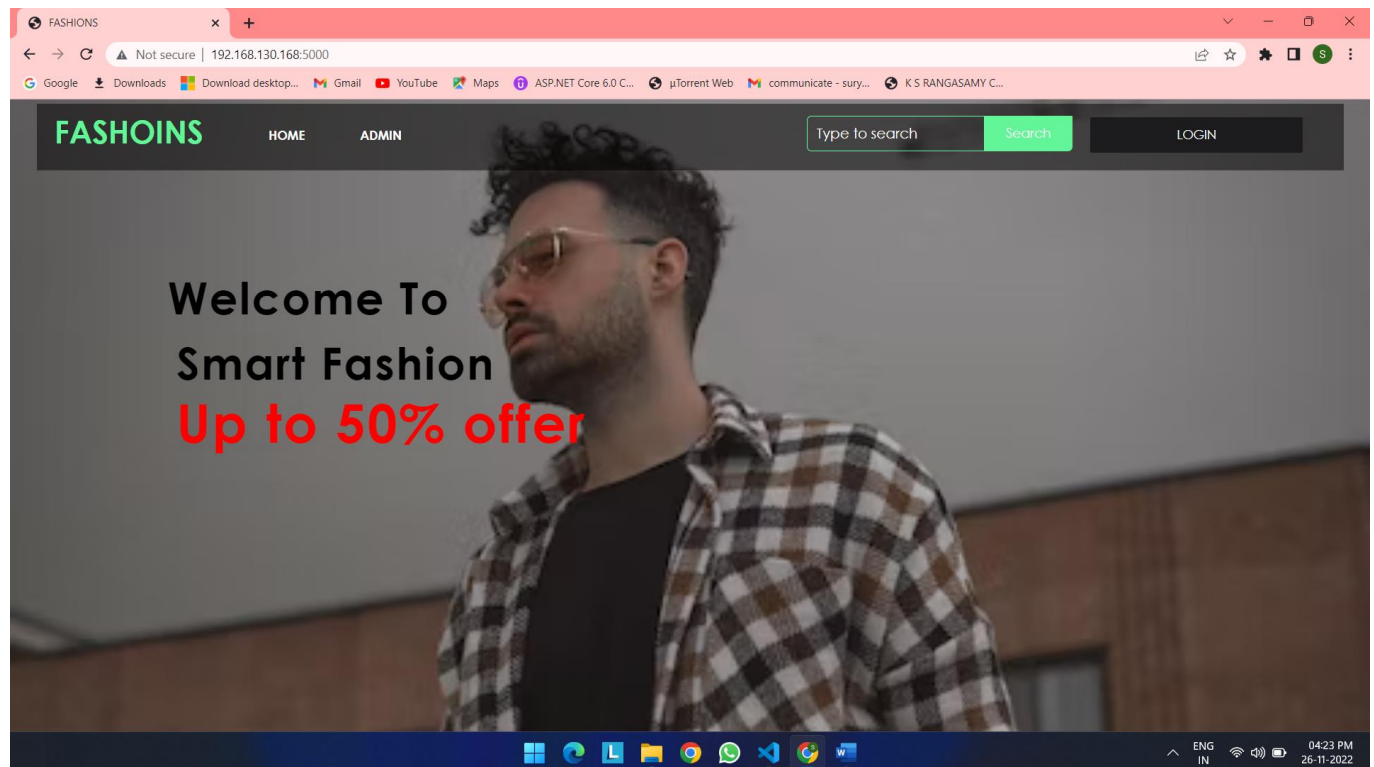 FASHIONS
Not secure | 192.168.130.168:5000
S
Google Downloads Download desktop... Gmail YouTube Maps ASP.NET Core 6.0 C... µTorrent Web communicate - sury... K S RANGASAMY C...
FASHOINS HOME ADMIN Type to search Search LOGIN
Welcome To
Smart Fashion
Up to 50% offer
ENG 04:23 PM
IN 26-11-2022